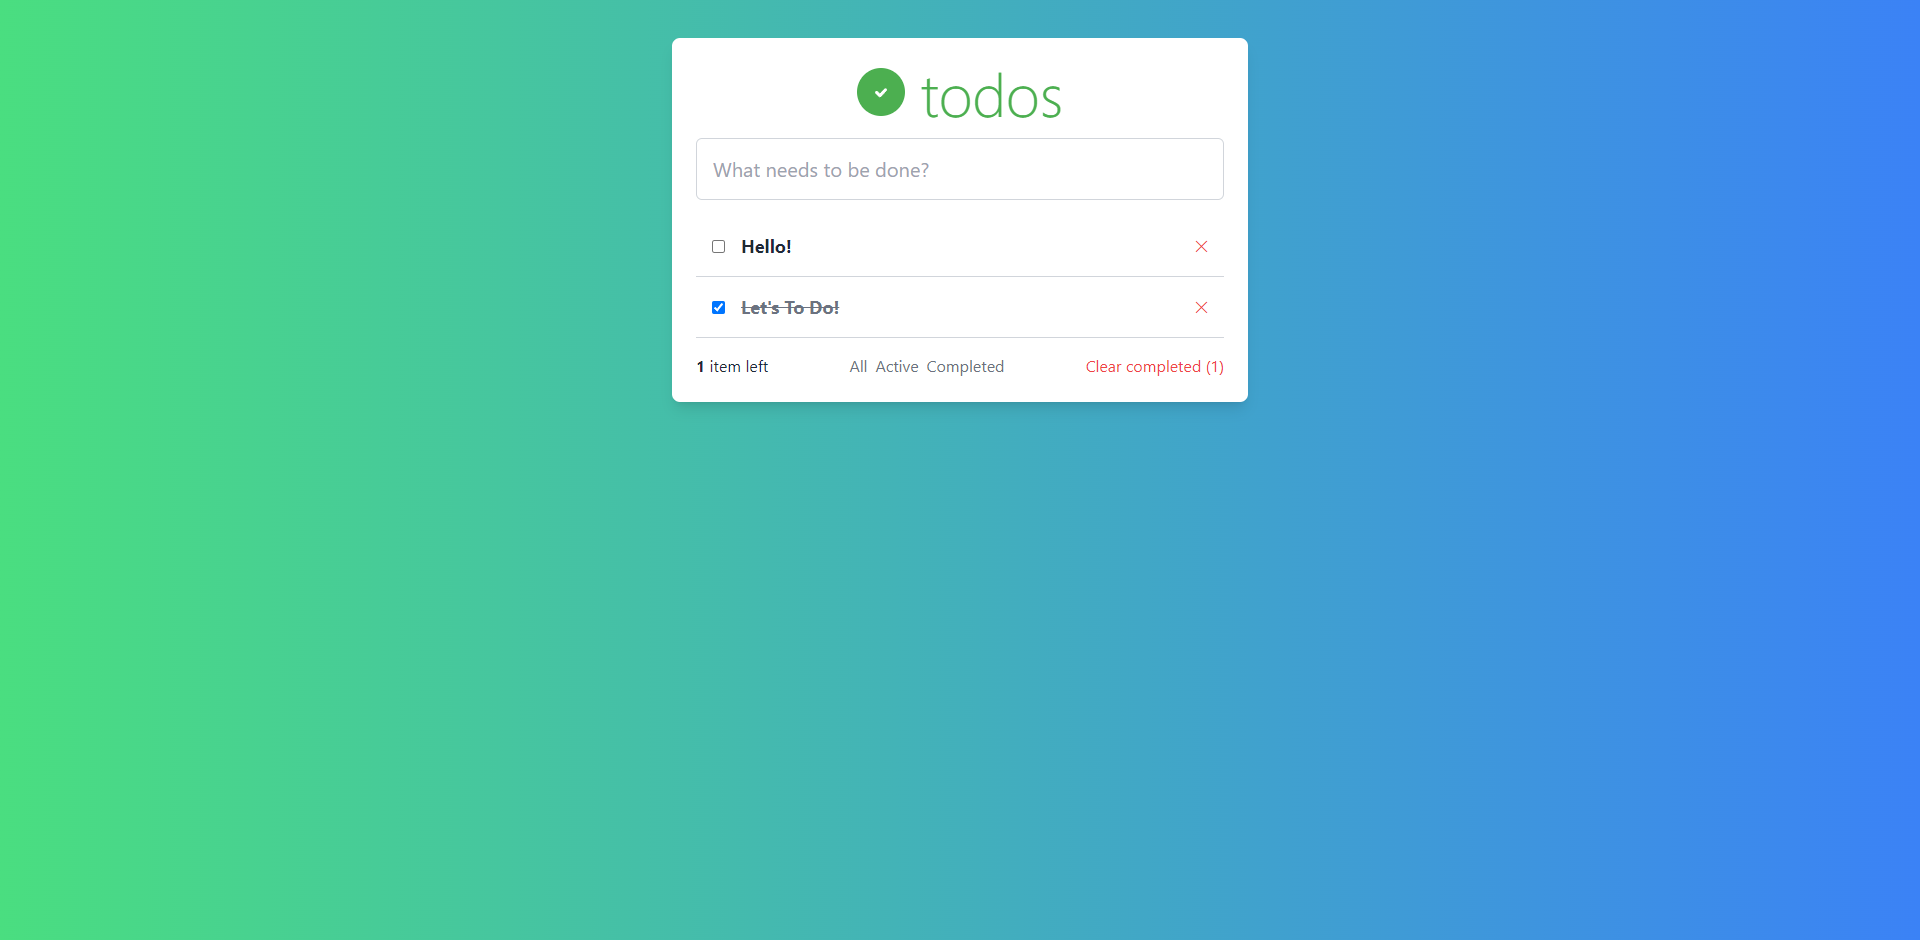 todos
What needs to be done?
Hello!
Let's To Do!
1 item left All Active Completed Clear completed (1)